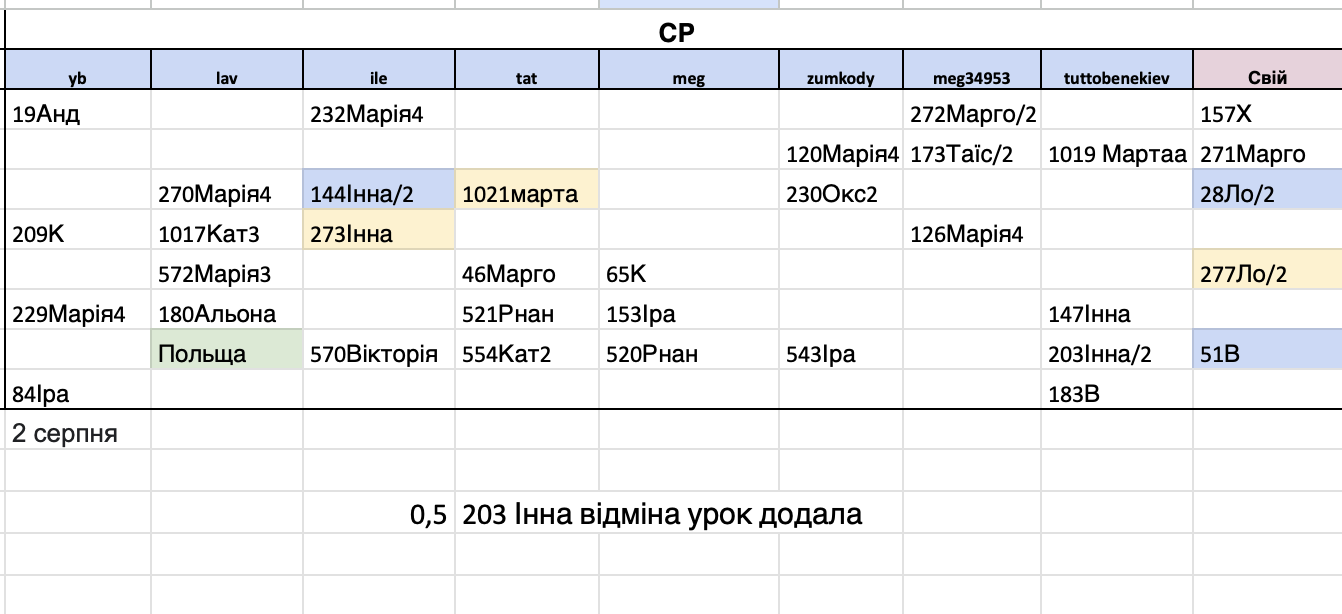 СР
yb lav ile tat meg zumkody meg34953 tuttobenekiev Свій
19Анд 232Марія4 272Марго/2 157Х
120Марія4 173Таїс/2 1019 Мартаа 271Марго
270Марія4 144Інна/2 1021марта 230Окс2 28Ло/2
209К 1017Кат3 273Інна 126Марія4
572Марія3 46Марго 65К 277Ло/2
229Марія4 180Альона 521Рнан 153Іра 147Інна
Польща 570Вікторія 554Кат2 520Рнан 543Іра 203Інна/2 51В
84Іра 183В
2 серпня
0,5 203 Інна відміна урок додала